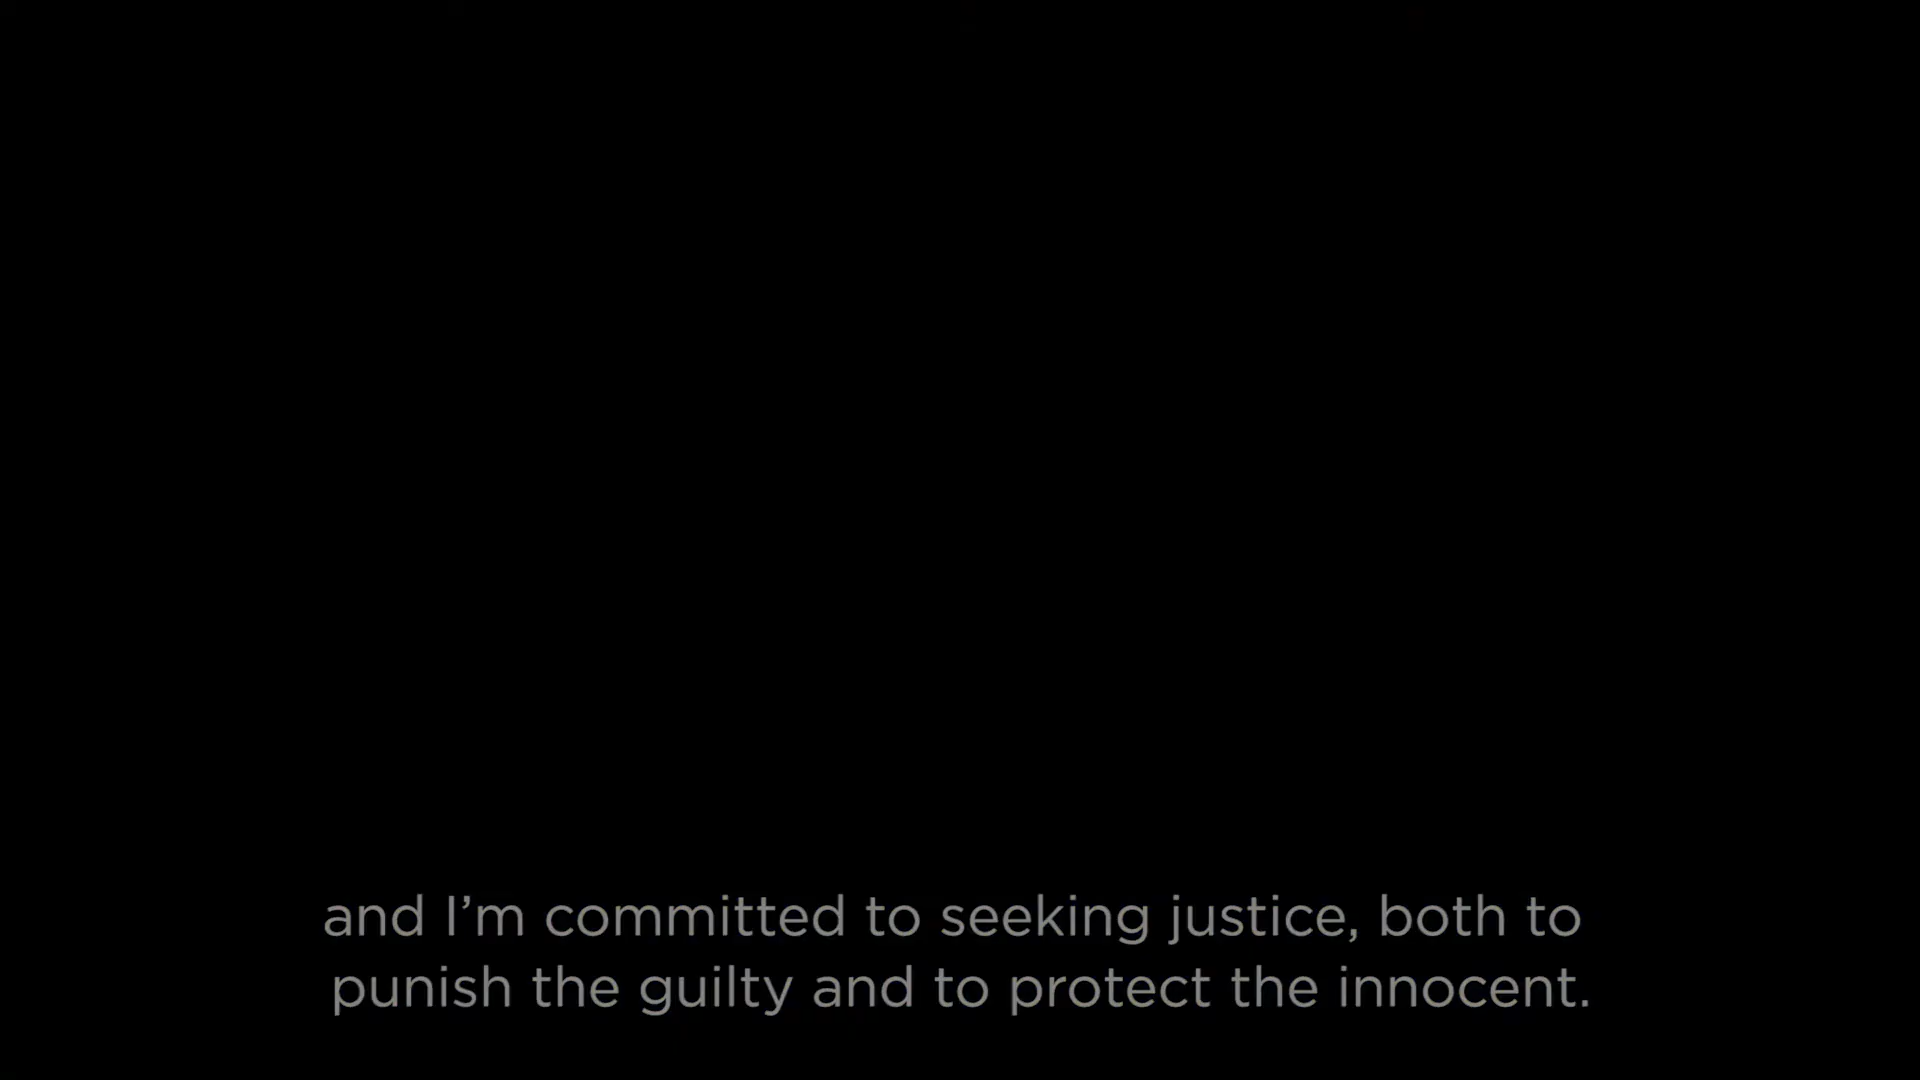 and I’m committed to seeking justice, both to
punish the guilty and to protect the innocent.